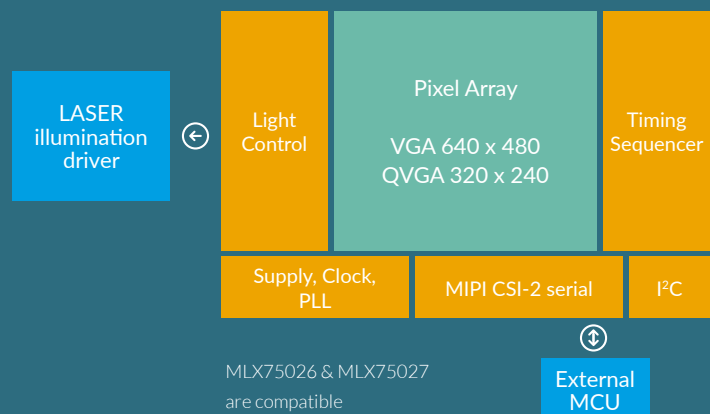 LASER
illumination
driver
Light
Control
Pixel Array
VGA 640 x 480
QVGA 320 x 240
Timing
Sequencer
Supply, Clock,
PLL
MIPI CSI-2 serial
I²C
MLX75026 & MLX75027
are compatible
External
MCU